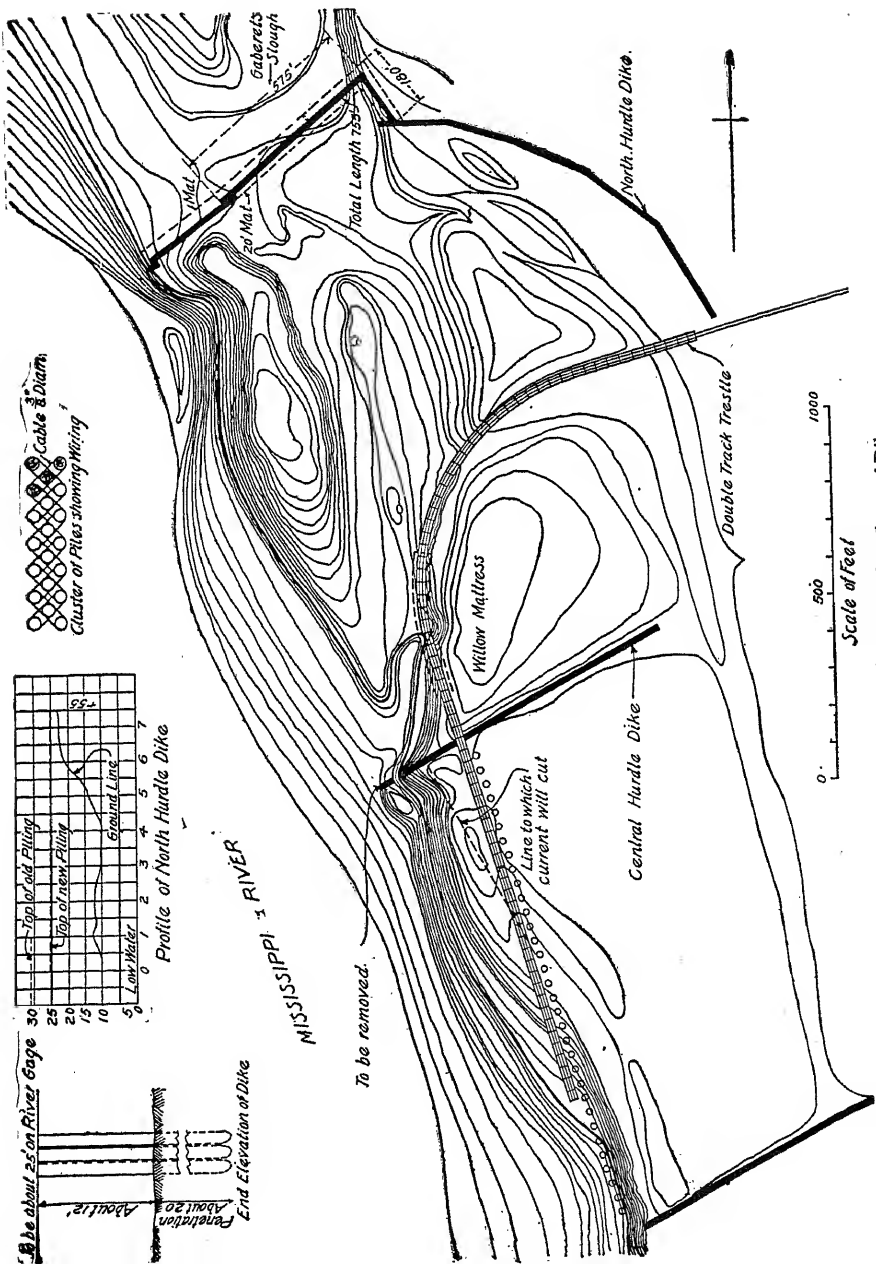 be about 25' on River Gage
About 12'
Penetration
About 20
End Elevation of Dike
30
25
20
15
10
5
0
Top of old Piling
Top of new Piling
Low Water
Ground Line
+55
0 1 2 3 4 5 6 7
Profile of North Hurdle Dike
Cable
Diam.
Cluster of Piles showing Wiring
MISSISSIPPI RIVER
To be removed.
Gaberets
Slough
575'
180'
Mat
20' Mat
Total Length 755'
North Hurdle Dike.
Willow Mattress
Line to which
current will cut
Central Hurdle Dike
Double Track Trestle
0 500 1000
Scale of Feet